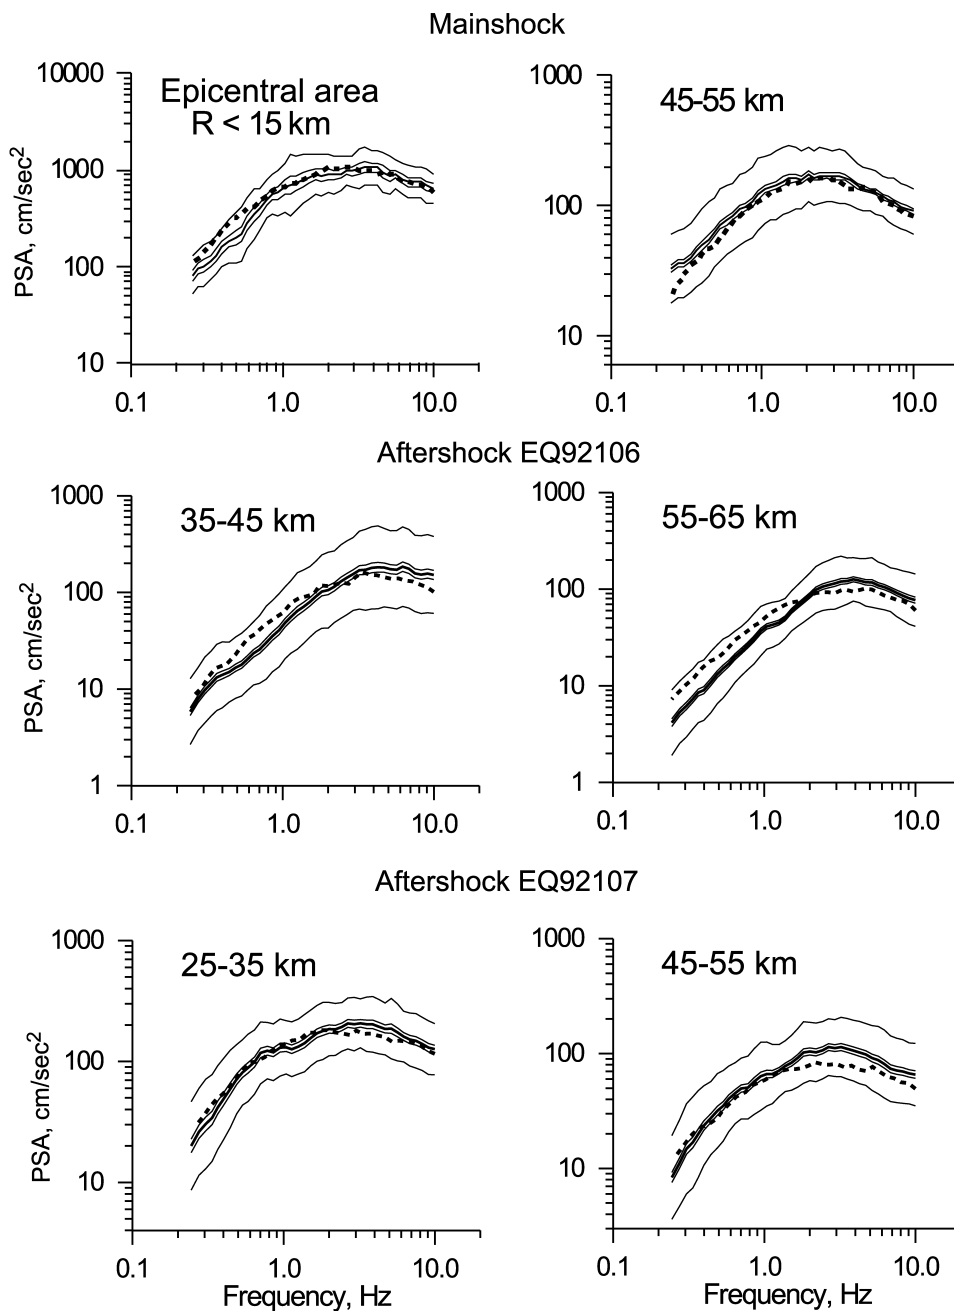 Mainshock
Epicentral area
R < 15 km
PSA, cm/sec²
10000
1000
100
10
0.1 1.0 10.0
45-55 km
1000
100
10
0.1 1.0 10.0
Aftershock EQ92106
35-45 km
PSA, cm/sec²
1000
100
10
1
0.1 1.0 10.0
55-65 km
1000
100
10
1
0.1 1.0 10.0
Aftershock EQ92107
25-35 km
PSA, cm/sec²
1000
100
10
0.1 1.0 10.0
Frequency, Hz
45-55 km
1000
100
10
0.1 1.0 10.0
Frequency, Hz